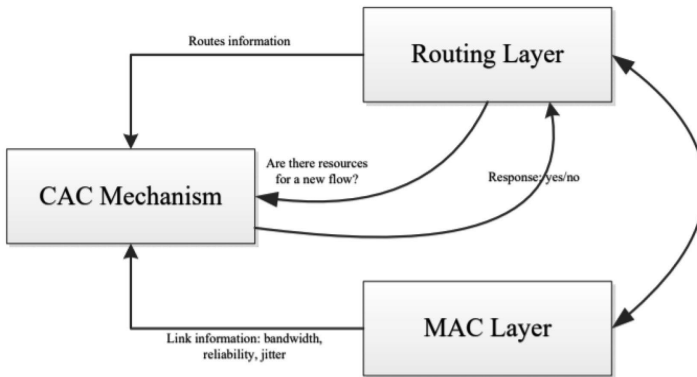 Routes information
Routing Layer
Are there resources
for a new flow?
Response: yes/no
CAC Mechanism
MAC Layer
Link information: bandwidth,
reliability, jitter